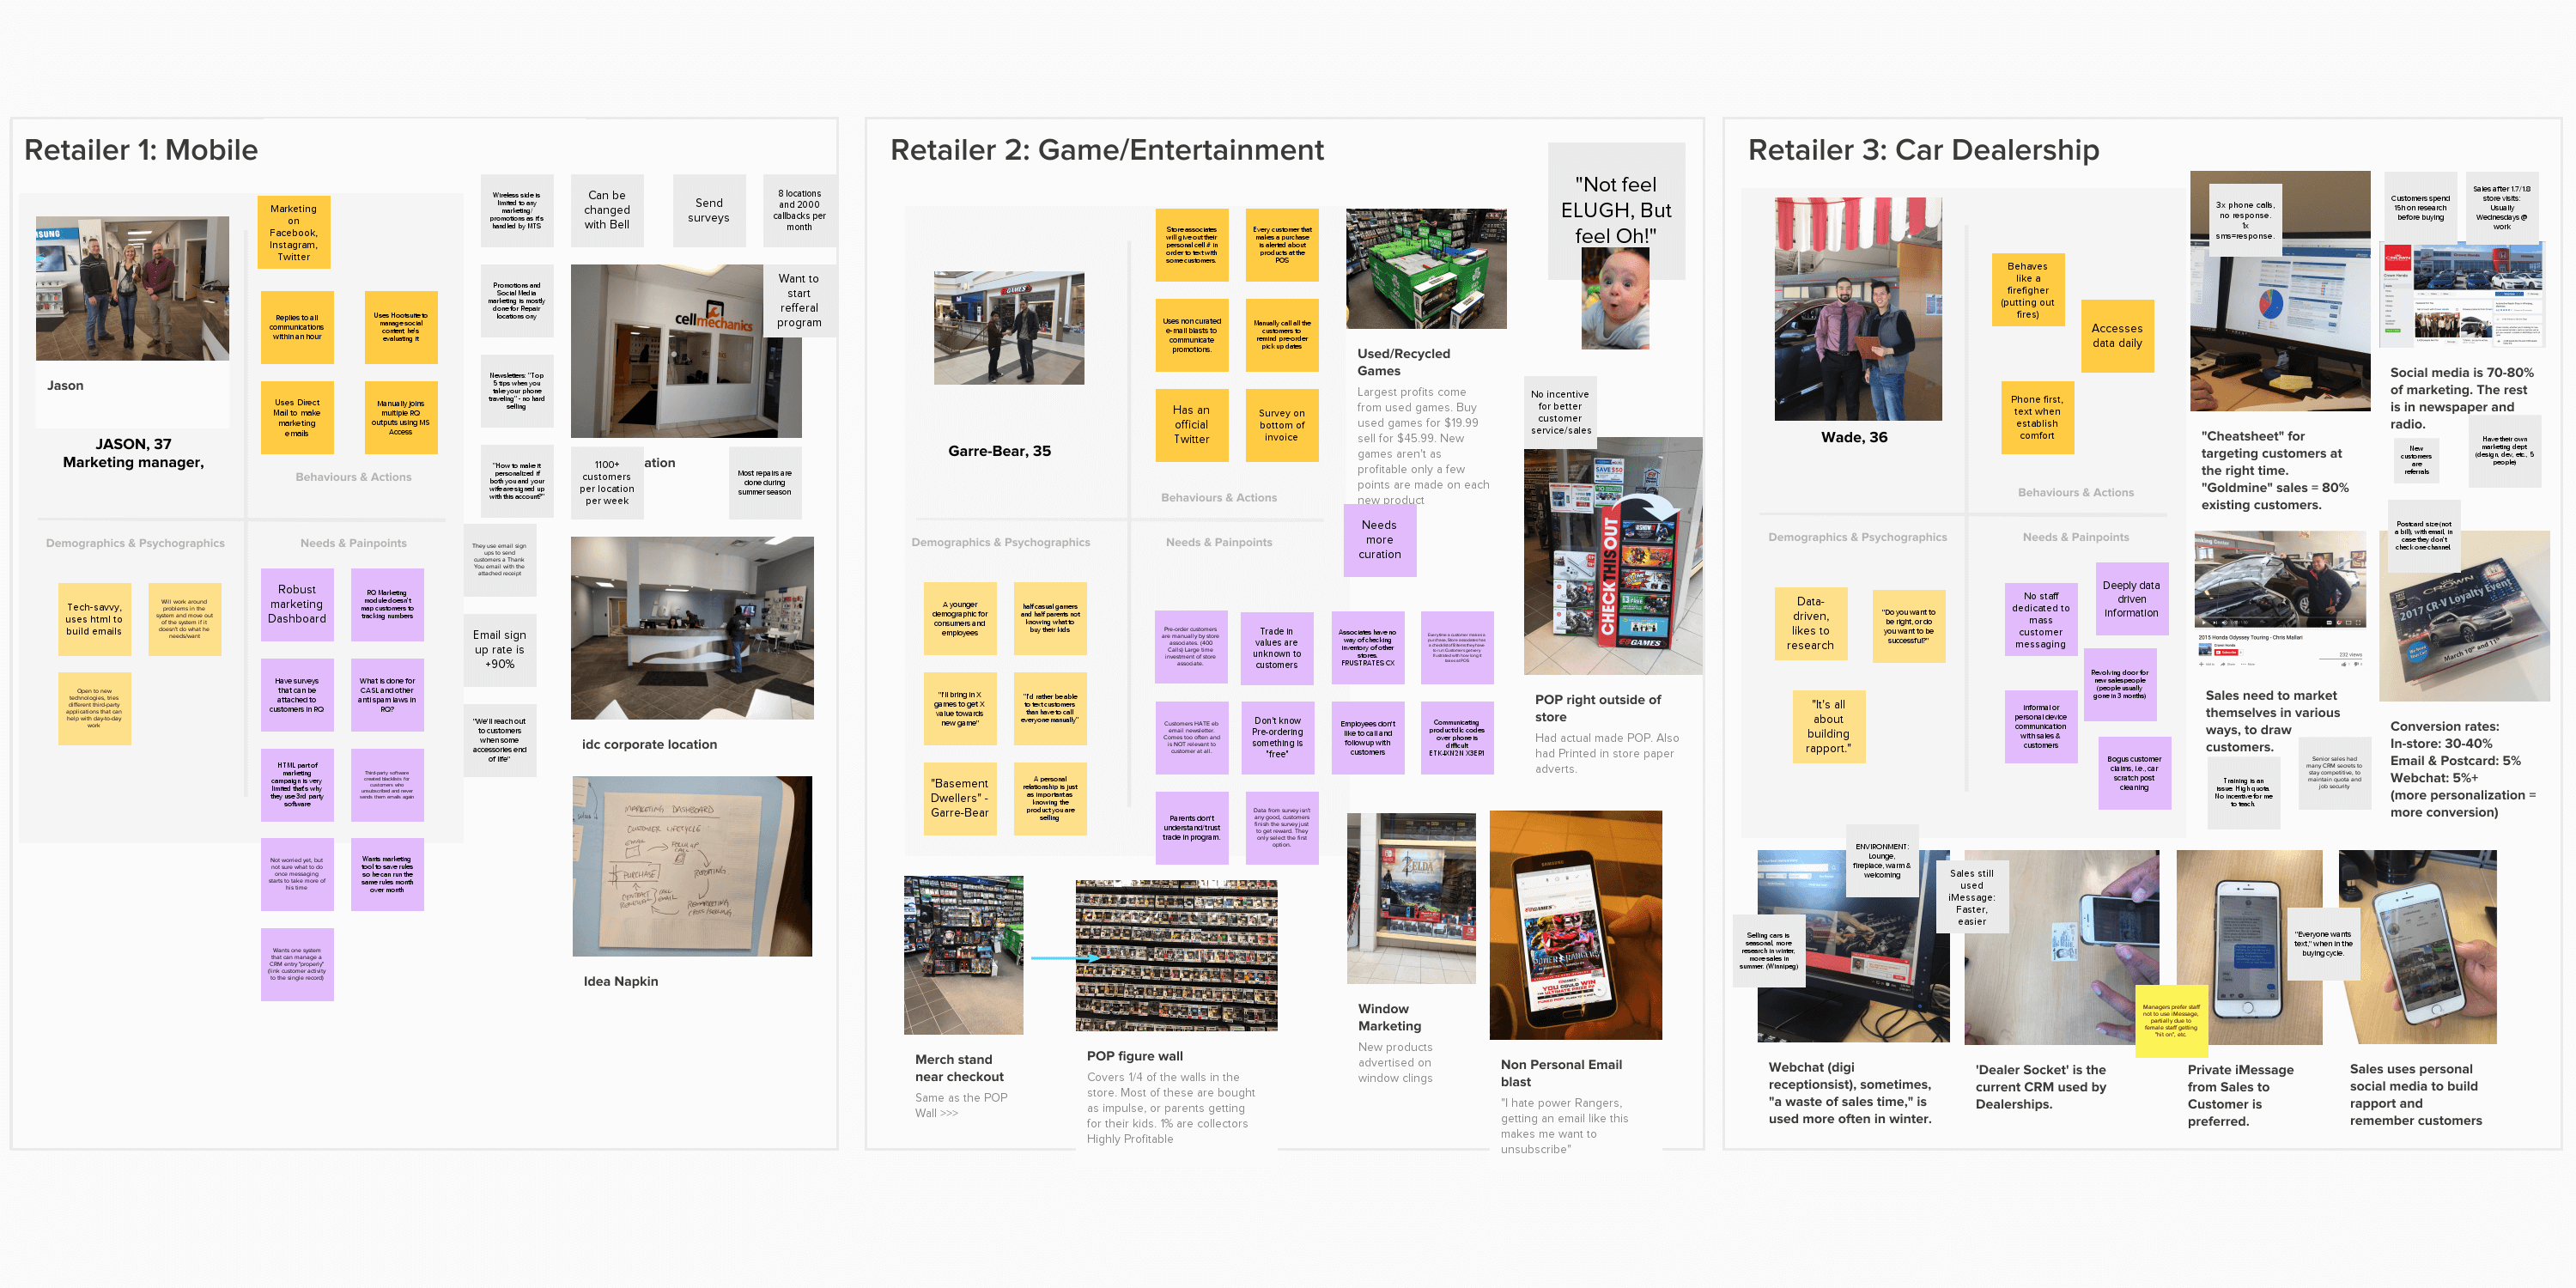 Retailer 1: Mobile
Jason
JASON, 37
Marketing manager,
Marketing
on
Facebook,
Instagram,
Twitter
Replies to all
communications
within an hour
Uses Hootsuite to
manage social
content, he's
evaluating it
Uses Direct
Mail to make
marketing
emails
Manually joins
multiple RQ
outputs using MS
Access
Behaviours & Actions
Demographics & Psychographics
Needs & Painpoints
Tech-savvy,
uses html to
build emails
Will work around
problems in the
system and move out
of the system if it
doesn't do what he
needs/want
Open to new
technologies, tries
different third-party
applications that can
help with day-to-day
work
Robust
marketing
Dashboard
RQ Marketing
module doesn't
map customers to
tracking numbers
Have surveys
that can be
attached to
customers in RQ
What is done for
CASL and other
anti spam laws in
RQ?
HTML part of
marketing
campaign is very
limited that's why
they use 3rd party
software
Third-party software
created blacklists for
customers who
unsubscribed and never
sends them emails again
Not worried yet, but
not sure what to do
once messaging
starts to take more of
his time
Wants marketing
tool to save rules
so he can run the
same rules month
over month
Wants one system
that can manage a
CRM entry "properly"
(link customer activity
to the single record)
Wireless side is
limited to any
marketing/
promotions as it's
handled by MTS
Can be
changed
with Bell
Send
surveys
8 locations
and 2000
callbacks per
month
Promotions and
Social Media
marketing is mostly
done for Repair
locations only
cellmechanics
Want to
start
refferal
program
Newsletters: "Top
5 tips when you
take your phone
traveling" - no hard
selling
"How to make it
personalized if
both you and your
wife are signed up
with this account?"
1100+
customers
per location
per week
ation
Most repairs are
done during
summer season
They use email sign
ups to send
customers a Thank
You email with the
attached receipt
Email sign
up rate is
+90%
"We'll reach out
to customers
when some
accessories end
of life"
idc corporate location
MARKETING DASHBOARD
CUSTOMER LIFECYCLE
PURCHASE
REPORTING
Idea Napkin
Retailer 2: Game/Entertainment
GAMES
Garre-Bear, 35
Store associates
will give out their
personal cell # in
order to text with
some customers.
Every customer that
makes a purchase
is alerted about
products at the
POS
Uses non curated
e-mail blasts to
communicate
promotions.
Manually call all the
customers to
remind pre-order
pick up dates
Has an
official
Twitter
Survey on
bottom of
invoice
Behaviours & Actions
Demographics & Psychographics
Needs & Painpoints
A younger
demographic for
consumers and
employees
half casual gamers
and half parents not
knowing what to
buy their kids
"I'll bring in X
games to get X
value towards
new game"
"I'd rather be able
to text customers
than have to call
everyone manually"
"Basement
Dwellers" -
Garre-Bear
A personal
relationship is just
as important as
knowing the
product you are
selling
Pre-order customers
are manually by store
associates. (400
Calls) Large time
investment of store
associate.
Trade in
values are
unknown to
customers
Associates have no
way of checking
inventory of other
stores.
FRUSTRATES CX
Customers HATE eb
email newsletter.
Comes too often and
is NOT relevant to
customer at all.
Don't know
Pre-ordering
something is
"free"
Employees don't
like to call and
followup with
customers
Communicating
product/dlc codes
over phone is
difficult
Parents don't
understand/trust
trade in program.
Data from survey isn't
any good, customers
finish the survey just
to get reward. They
only select the first
option.
Used/Recycled
Games
Largest profits come
from used games. Buy
used games for $19.99
sell for $45.99. New
games aren't as
profitable only a few
points are made on each
new product
Needs
more
curation
"Not feel
ELUGH, But
feel Oh!"
No incentive
for better
customer
service/sales
SAVE $50
CHECK THIS OUT
POP right outside of
store
Had actual made POP. Also
had Printed in store paper
adverts.
Merch stand
near checkout
Same as the POP
Wall >>>
POP figure wall
Covers 1/4 of the walls in the
store. Most of these are bought
as impulse, or parents getting
for their kids. 1% are collectors
Highly Profitable
ZELDA
Window
Marketing
New products
advertised on
window clings
SAMSUNG
EB GAMES
POWER RANGERS
YOU COULD WIN
Non Personal Email
blast
"I hate power Rangers,
getting an email like this
makes me want to
unsubscribe"
Retailer 3: Car Dealership
Wade, 36
Behaves
like a
firefigher
(putting out
fires)
Accesses
data daily
Phone first,
text when
establish
comfort
Behaviours & Actions
Demographics & Psychographics
Needs & Painpoints
Data-
driven,
likes to
research
"Do you want to
be right, or do
you want to be
successful?"
"It's all
about
building
rapport."
No staff
dedicated to
mass
customer
messaging
Deeply data
driven
information
Revolving door for
new salespeople
(people usually
gone in 3 months)
Informal or
personal device
communication
with sales &
customers
Bogus customer
claims, i.e., car
scratch post
cleaning
3x phone calls,
no response.
1x
sms=response.
"Cheatsheet" for
targeting customers at
the right time.
"Goldmine" sales = 80%
existing customers.
Customers spend
15h on research
before buying
Sales after 1.7/1.8
store visits:
Usually
Wednesdays @
work
CROWN
Social media is 70-80%
of marketing. The rest
is in newspaper and
radio.
New
customers
are
referrals
Have their own
marketing dept
(design, dev, etc., 5
people)
Postcard size (not
a bill), with email, in
case they don't
check one channel
2015 Honda Odyssey Touring - Chris Mallari
232 views
Sales need to market
themselves in various
ways, to draw
customers.
Training is an
issue. High quota.
No incentive for me
to teach.
Senior sales had
many CRM secrets to
stay competitive, to
maintain quota and
job security
CROWN
2017 CR-V Loyalty Event
March 10th and 11th
Conversion rates:
In-store: 30-40%
Email & Postcard: 5%
Webchat: 5%+
(more personalization =
more conversion)
ENVIRONMENT:
Lounge,
fireplace, warm &
welcoming
Selling cars is
seasonal, more
research in winter,
more sales in
summer. (Winnipeg)
Webchat (digi
receptionsist), sometimes,
"a waste of sales time," is
used more often in winter.
Sales still
used
iMessage:
Faster,
easier
'Dealer Socket' is the
current CRM used by
Dealerships.
Managers prefer staff
not to use iMessage,
partially due to
female staff getting
"hit on", etc.
Private iMessage
from Sales to
Customer is
preferred.
"Everyone wants
text," when in the
buying cycle.
Sales uses personal
social media to build
rapport and
remember customers